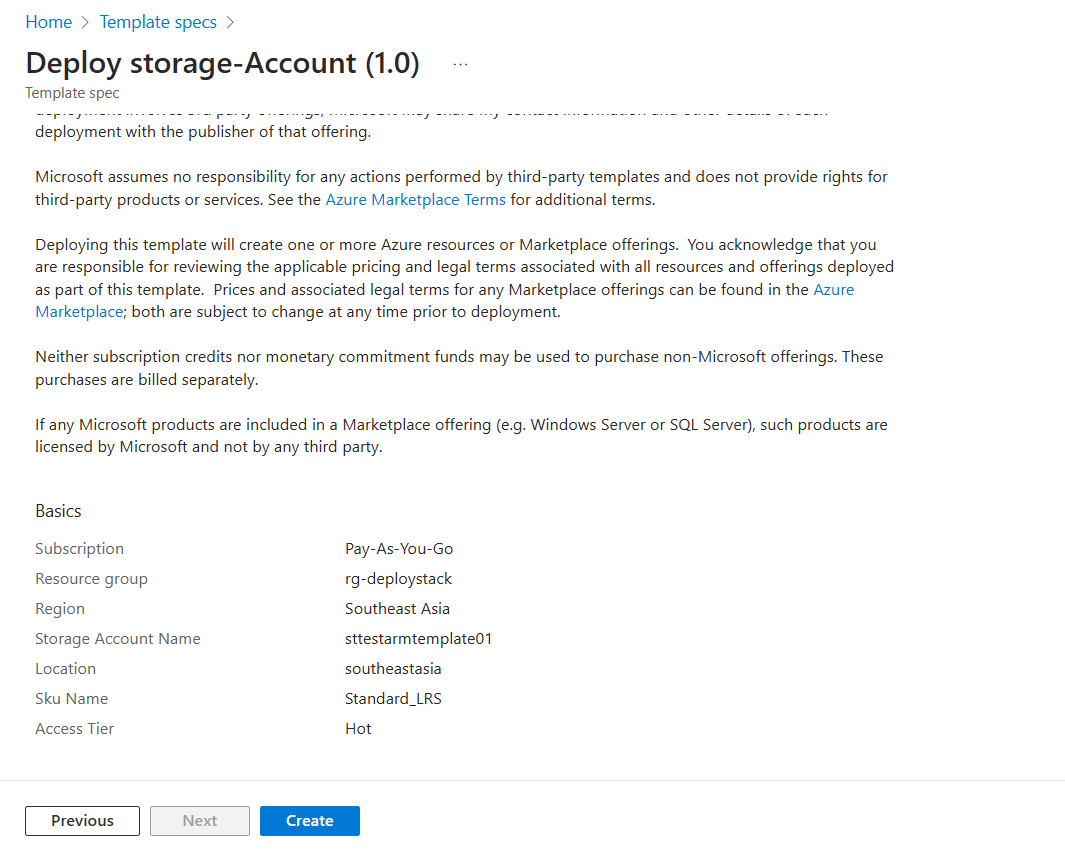 Home > Template specs >
Deploy storage-Account (1.0) ...
Template spec
deployment with the publisher of that offering.
Microsoft assumes no responsibility for any actions performed by third-party templates and does not provide rights for
third-party products or services. See the Azure Marketplace Terms for additional terms.
Deploying this template will create one or more Azure resources or Marketplace offerings.  You acknowledge that you
are responsible for reviewing the applicable pricing and legal terms associated with all resources and offerings deployed
as part of this template.  Prices and associated legal terms for any Marketplace offerings can be found in the Azure
Marketplace; both are subject to change at any time prior to deployment.
Neither subscription credits nor monetary commitment funds may be used to purchase non-Microsoft offerings. These
purchases are billed separately.
If any Microsoft products are included in a Marketplace offering (e.g. Windows Server or SQL Server), such products are
licensed by Microsoft and not by any third party.
Basics
Subscription Pay-As-You-Go
Resource group rg-deploystack
Region Southeast Asia
Storage Account Name sttestarmtemplate01
Location southeastasia
Sku Name Standard_LRS
Access Tier Hot
Previous Next Create